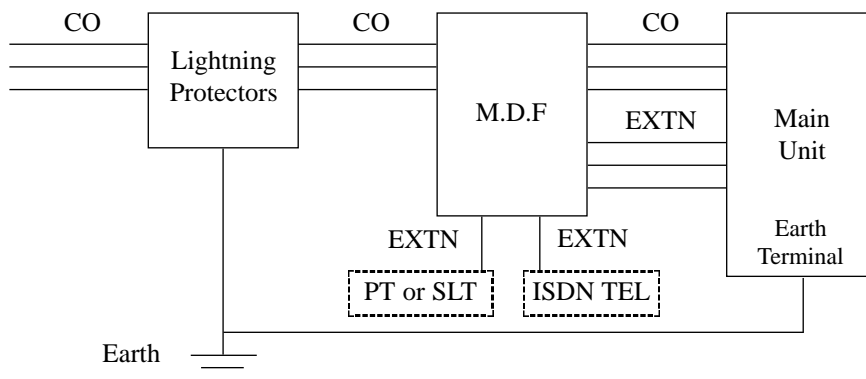 CO
CO
CO
Lightning
Protectors
M.D.F
EXTN
Main
Unit
Earth
Terminal
EXTN
EXTN
PT or SLT
ISDN TEL
Earth